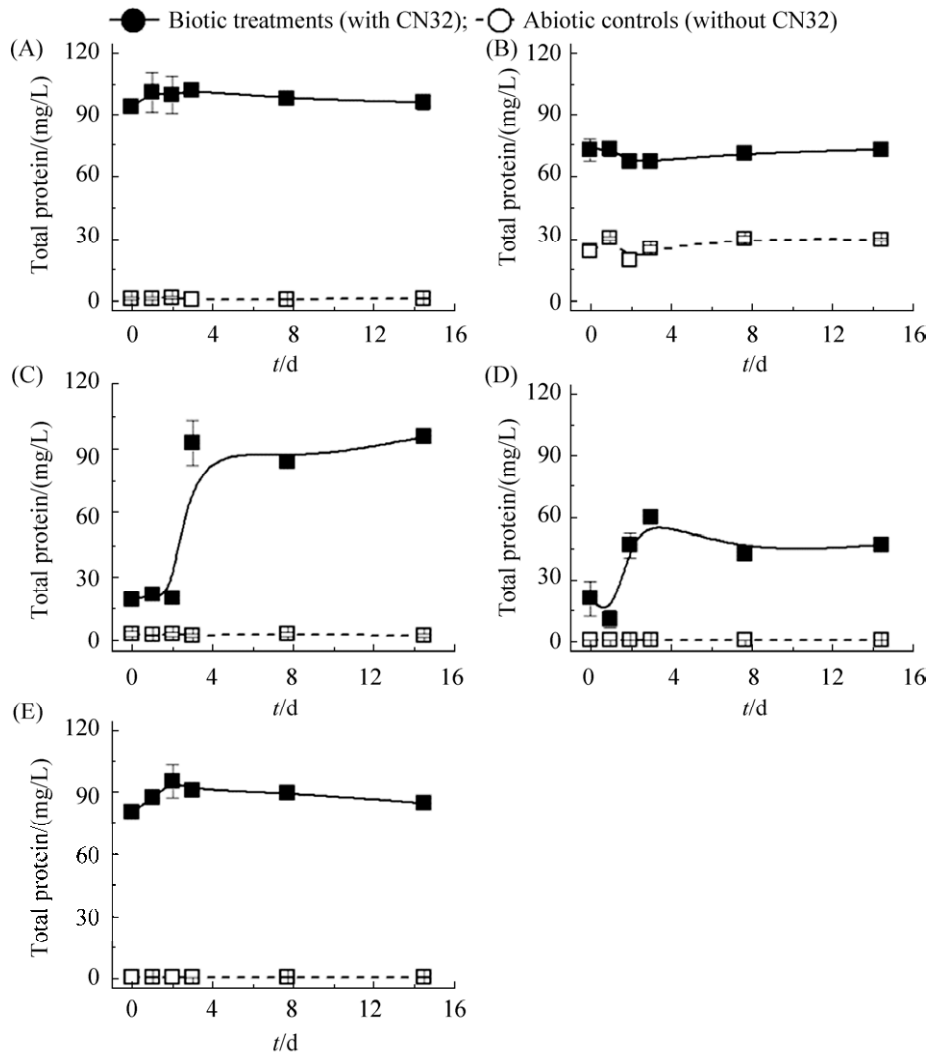 Biotic treatments (with CN32); Abiotic controls (without CN32)
(A)
Total protein/(mg/L)
120
90
60
30
0
0 4 8 12 16
t/d
(B)
Total protein/(mg/L)
120
90
60
30
0
0 4 8 12 16
t/d
(C)
Total protein/(mg/L)
120
90
60
30
0
0 4 8 12 16
t/d
(D)
Total protein/(mg/L)
120
90
60
30
0
0 4 8 12 16
t/d
(E)
Total protein/(mg/L)
120
90
60
30
0
0 4 8 12 16
t/d